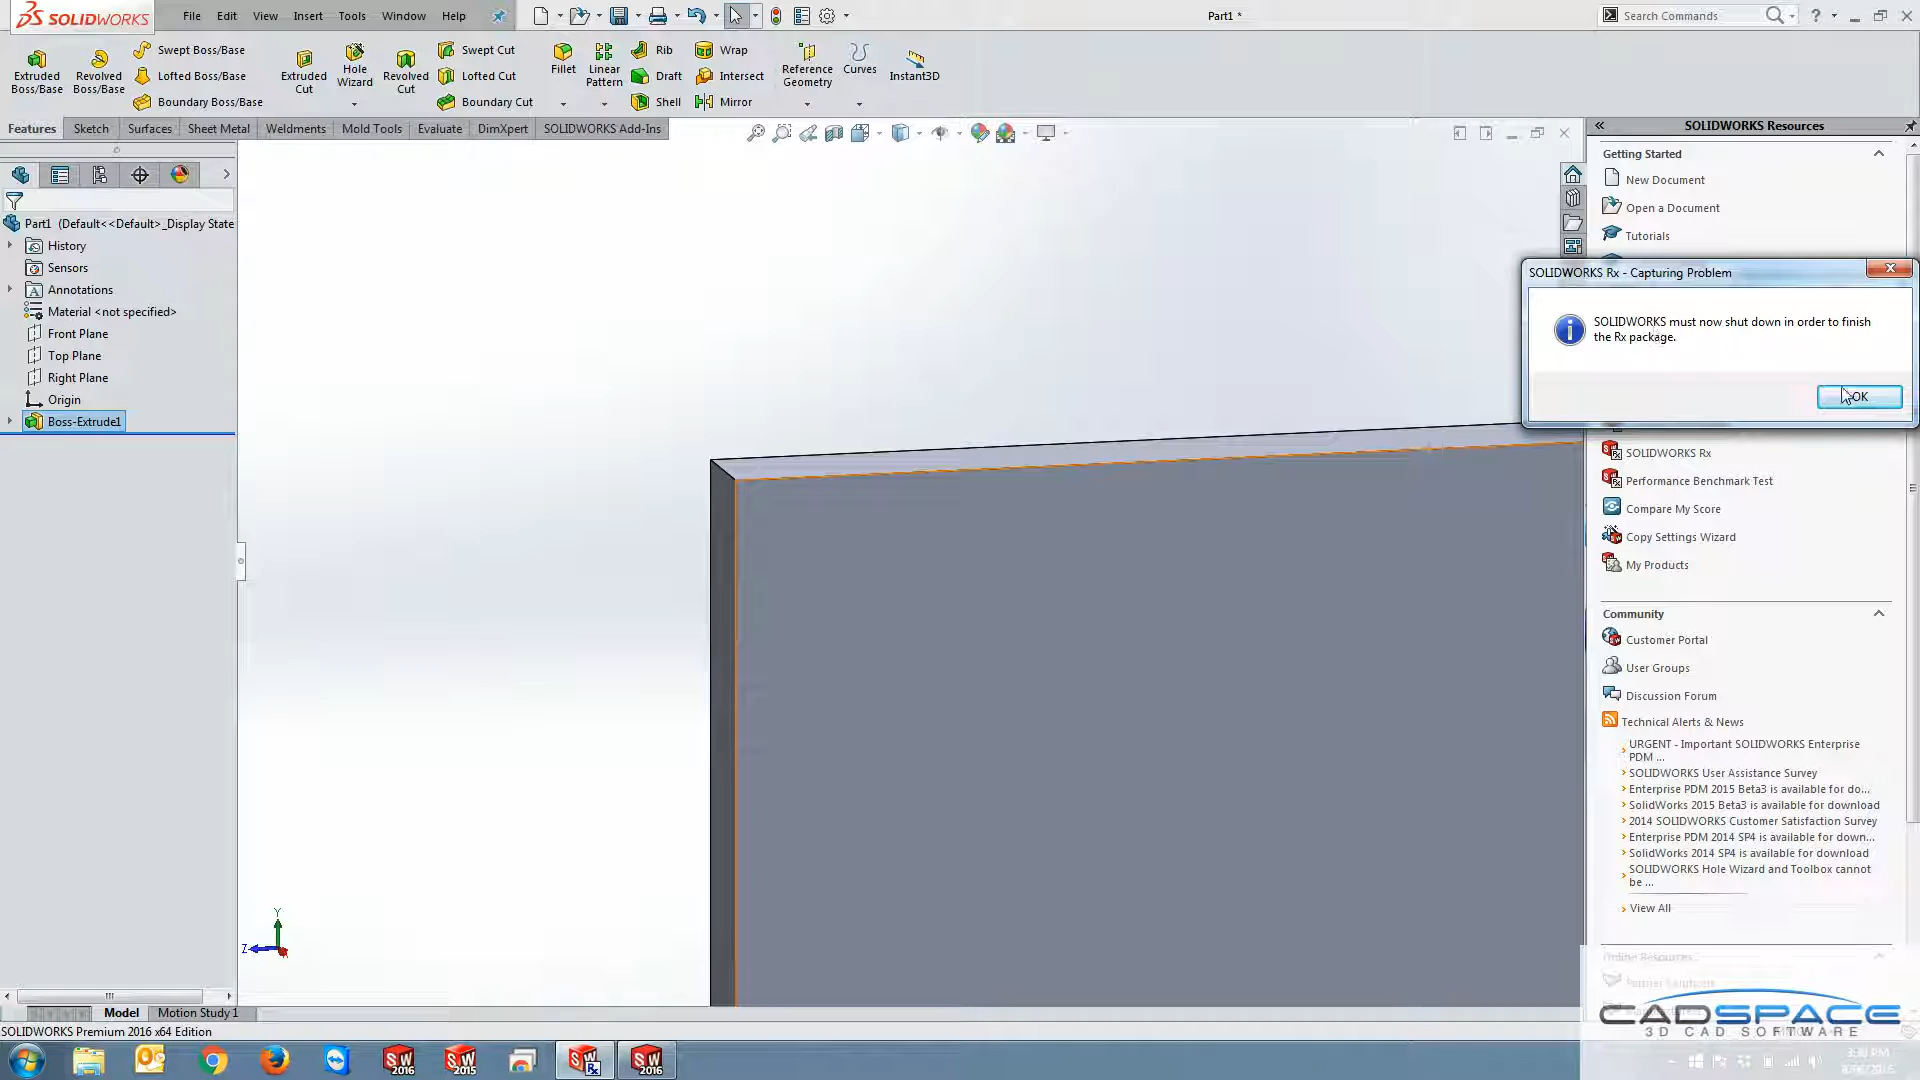 SOLIDWORKS
File Edit View Insert Tools Window Help
Part1 *
Search Commands
Extruded Boss/Base
Revolved Boss/Base
Swept Boss/Base
Lofted Boss/Base
Boundary Boss/Base
Extruded Cut
Hole Wizard
Revolved Cut
Swept Cut
Lofted Cut
Boundary Cut
Fillet
Linear Pattern
Rib
Draft
Shell
Wrap
Intersect
Mirror
Reference Geometry
Curves
Instant3D
Features Sketch Surfaces Sheet Metal Weldments Mold Tools Evaluate DimXpert SOLIDWORKS Add-Ins
Part1 (Default<<Default>_Display State
History
Sensors
Annotations
Material <not specified>
Front Plane
Top Plane
Right Plane
Origin
Boss-Extrude1
Y
Z
Model Motion Study 1
SOLIDWORKS Premium 2016 x64 Edition
SOLIDWORKS Resources
Getting Started
New Document
Open a Document
Tutorials
SOLIDWORKS Rx - Capturing Problem
SOLIDWORKS must now shut down in order to finish
the Rx package.
OK
SOLIDWORKS Rx
Performance Benchmark Test
Compare My Score
Copy Settings Wizard
My Products
Community
Customer Portal
User Groups
Discussion Forum
Technical Alerts & News
URGENT - Important SOLIDWORKS Enterprise
PDM ...
SOLIDWORKS User Assistance Survey
Enterprise PDM 2015 Beta3 is available for do...
SolidWorks 2015 Beta3 is available for download
2014 SOLIDWORKS Customer Satisfaction Survey
Enterprise PDM 2014 SP4 is available for down...
SolidWorks 2014 SP4 is available for download
SOLIDWORKS Hole Wizard and Toolbox cannot
be ...
View All
Online Resources
Partner Solutions
CADSPACE
3D CAD SOFTWARE
SW 2016
SW 2015
SW Rx
SW 2016